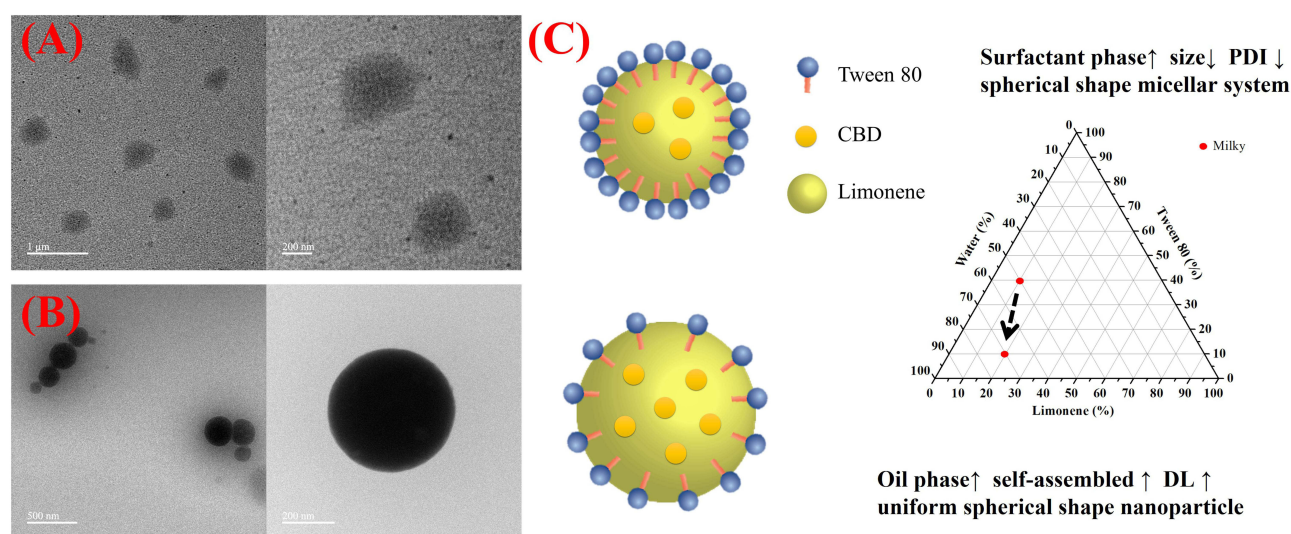 (A)
1 μm
200 nm
(B)
500 nm
200 nm
(C)
Tween 80
CBD
Limonene
Surfactant phase↑ size↓ PDI ↓
spherical shape micellar system
Milky
Water (%)
0
10
20
30
40
50
60
70
80
90
100
Tween 80 (%)
100
90
80
70
60
50
40
30
20
10
0
0 10 20 30 40 50 60 70 80 90 100
Limonene (%)
Oil phase↑ self-assembled ↑ DL ↑
uniform spherical shape nanoparticle